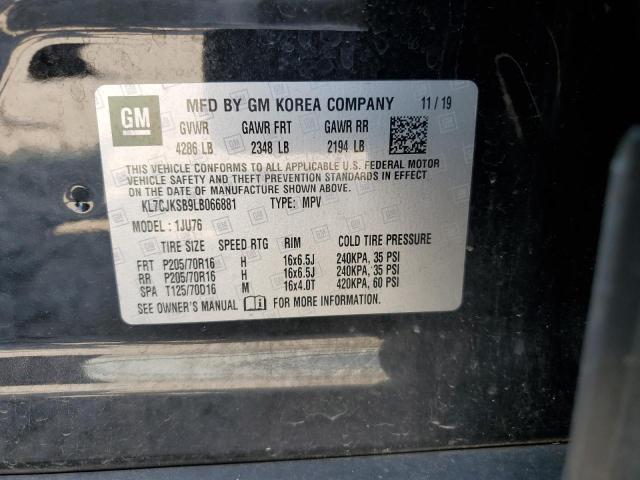 GM
MFD BY GM KOREA COMPANY 11 / 19
GVWR GAWR FRT GAWR RR
4286 LB 2348 LB 2194 LB
THIS VEHICLE CONFORMS TO ALL APPLICABLE U.S. FEDERAL MOTOR
VEHICLE SAFETY AND THEFT PREVENTION STANDARDS IN EFFECT
ON THE DATE OF MANUFACTURE SHOWN ABOVE.
KL7CJKSB9LB066881 TYPE: MPV
MODEL : 1JU76
TIRE SIZE SPEED RTG RIM COLD TIRE PRESSURE
FRT P205/70R16 H 16x6.5J 240KPA, 35 PSI
RR P205/70R16 H 16x6.5J 240KPA, 35 PSI
SPA T125/70D16 M 16x4.0T 420KPA, 60 PSI
SEE OWNER'S MANUAL FOR MORE INFORMATION.